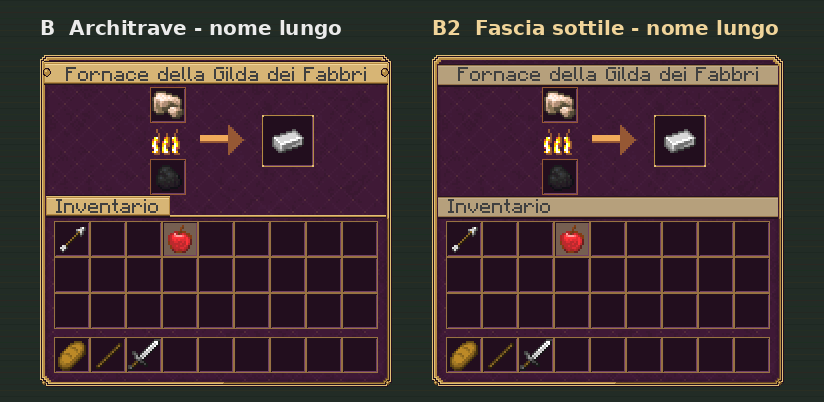 B  Architrave - nome lungo
B2  Fascia sottile - nome lungo
Fornace della Gilda dei Fabbri
Fornace della Gilda dei Fabbri
Inventario
Inventario